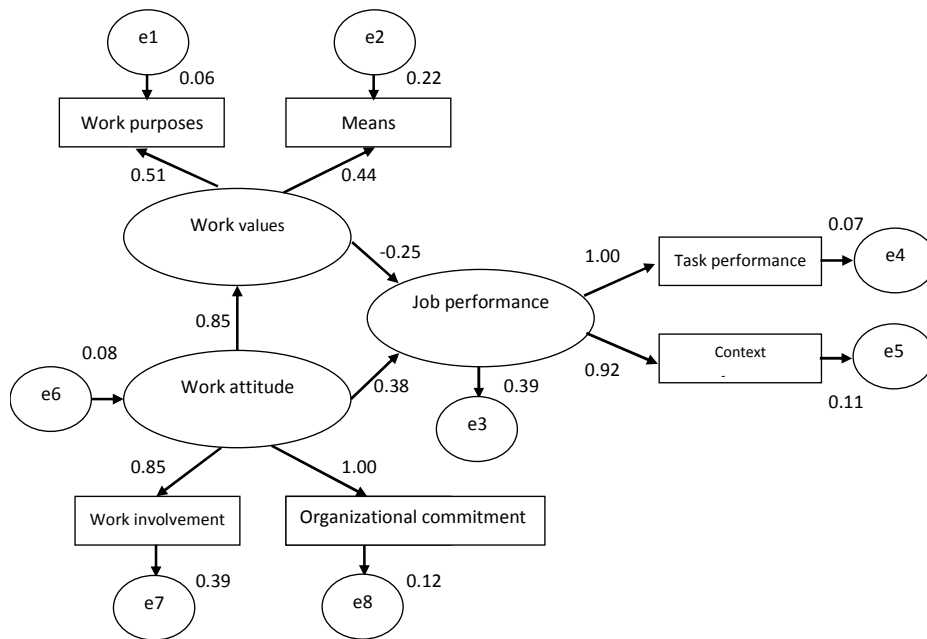 e1
e2
0.06
0.22
Work purposes
Means
0.51
0.44
Work values
-0.25
0.07
1.00
Task performance
e4
Job performance
0.85
0.08
0.92
Context
-
e5
e6
Work attitude
0.38
0.39
0.11
e3
0.85
1.00
Work involvement
Organizational commitment
0.39
0.12
e7
e8